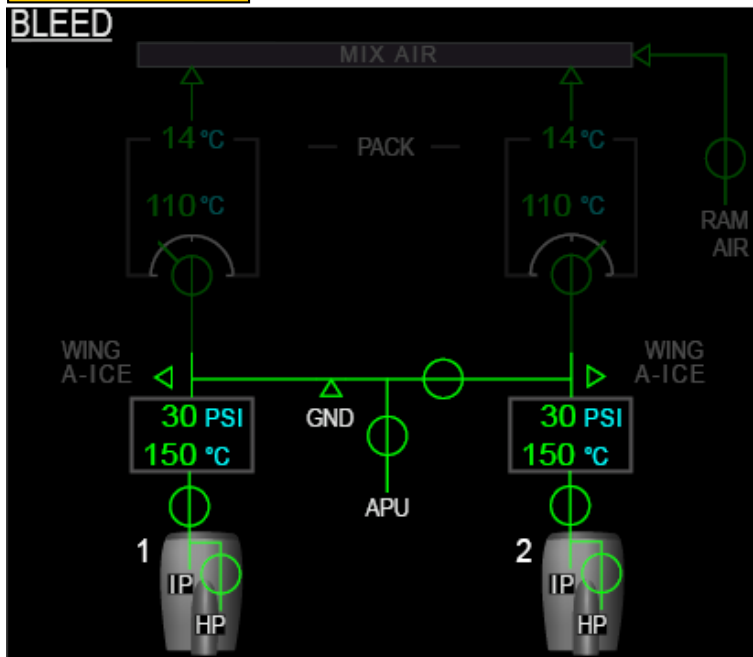 BLEED
MIX AIR
14 °C
PACK
14 °C
110 °C
110 °C
RAM
AIR
WING
A-ICE
WING
A-ICE
30 PSI
GND
30 PSI
150 °C
150 °C
APU
1
2
IP
IP
HP
HP